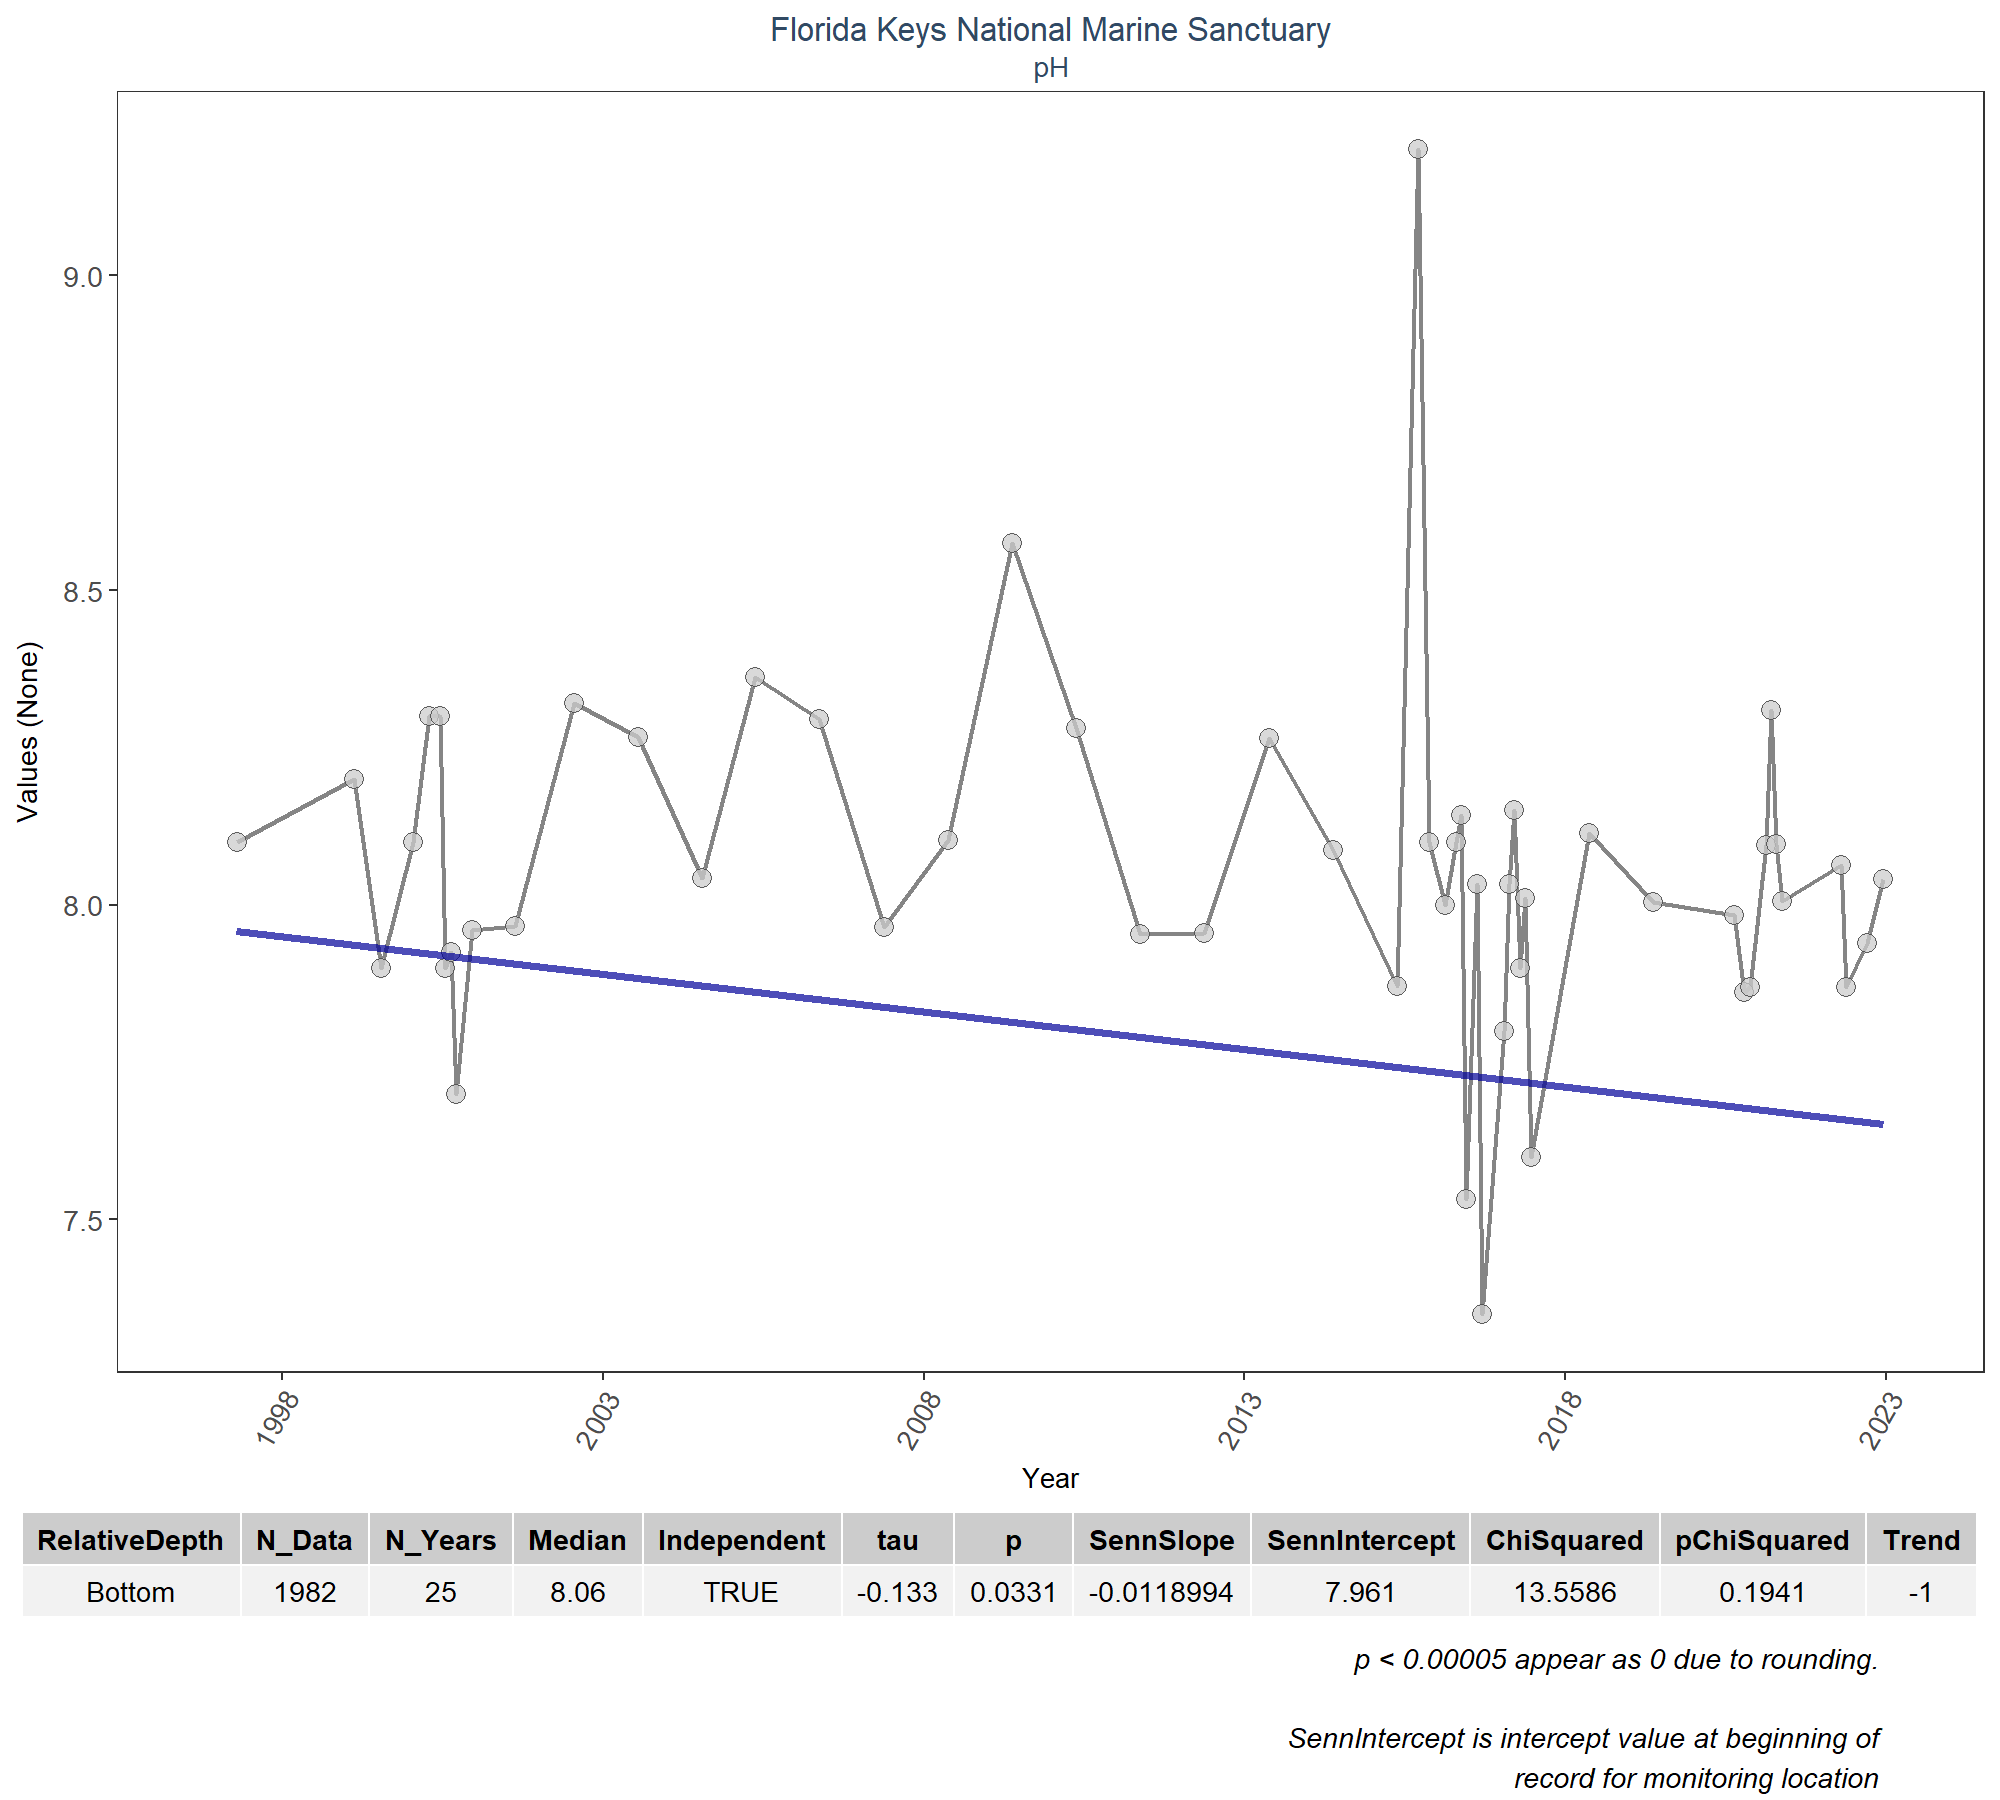 Florida Keys National Marine Sanctuary
pH
Values (None)
9.0
8.5
8.0
7.5
1998
2003
2008
2013
2018
2023
Year
RelativeDepth N_Data N_Years Median Independent tau p SennSlope SennIntercept ChiSquared pChiSquared Trend
Bottom 1982 25 8.06 TRUE -0.133 0.0331 -0.0118994 7.961 13.5586 0.1941 -1
p < 0.00005 appear as 0 due to rounding.
SennIntercept is intercept value at beginning of
record for monitoring location